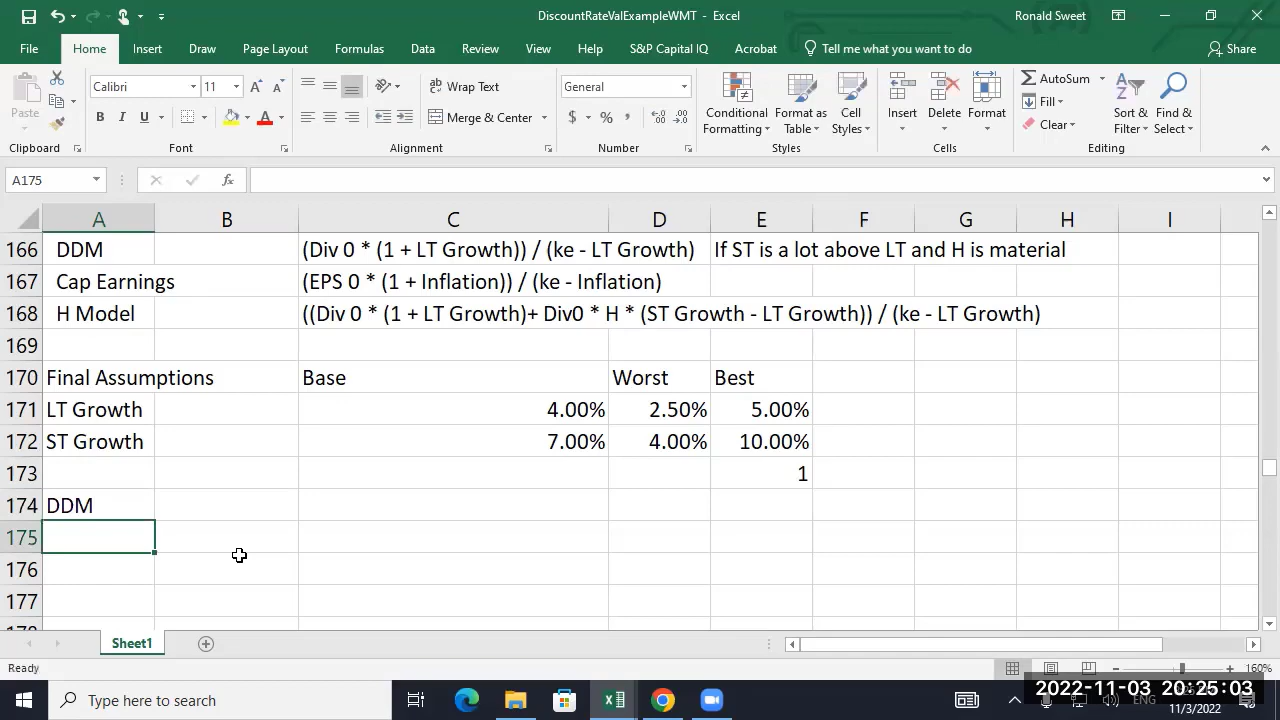 DiscountRateValExampleWMT - Excel
Ronald Sweet
File Home Insert Draw Page Layout Formulas Data Review View Help S&P Capital IQ Acrobat Tell me what you want to do Share
Paste
Clipboard
Calibri 11
B I U
Font
Wrap Text
Merge & Center
Alignment
General
$ % ,
Number
Conditional Formatting
Format as Table
Cell Styles
Styles
Insert Delete Format
Cells
AutoSum
Fill
Clear
Sort & Filter
Find & Select
Editing
A175
fx
A B C D E F G H I
166 DDM (Div 0 * (1 + LT Growth)) / (ke - LT Growth) If ST is a lot above LT and H is material
167 Cap Earnings (EPS 0 * (1 + Inflation)) / (ke - Inflation)
168 H Model ((Div 0 * (1 + LT Growth)+ Div0 * H * (ST Growth - LT Growth)) / (ke - LT Growth)
169
170 Final Assumptions Base Worst Best
171 LT Growth 4.00% 2.50% 5.00%
172 ST Growth 7.00% 4.00% 10.00%
173 1
174 DDM
175
176
177
Sheet1
Ready
160%
Type here to search
2022-11-03 20:25:03
ENG
11/3/2022